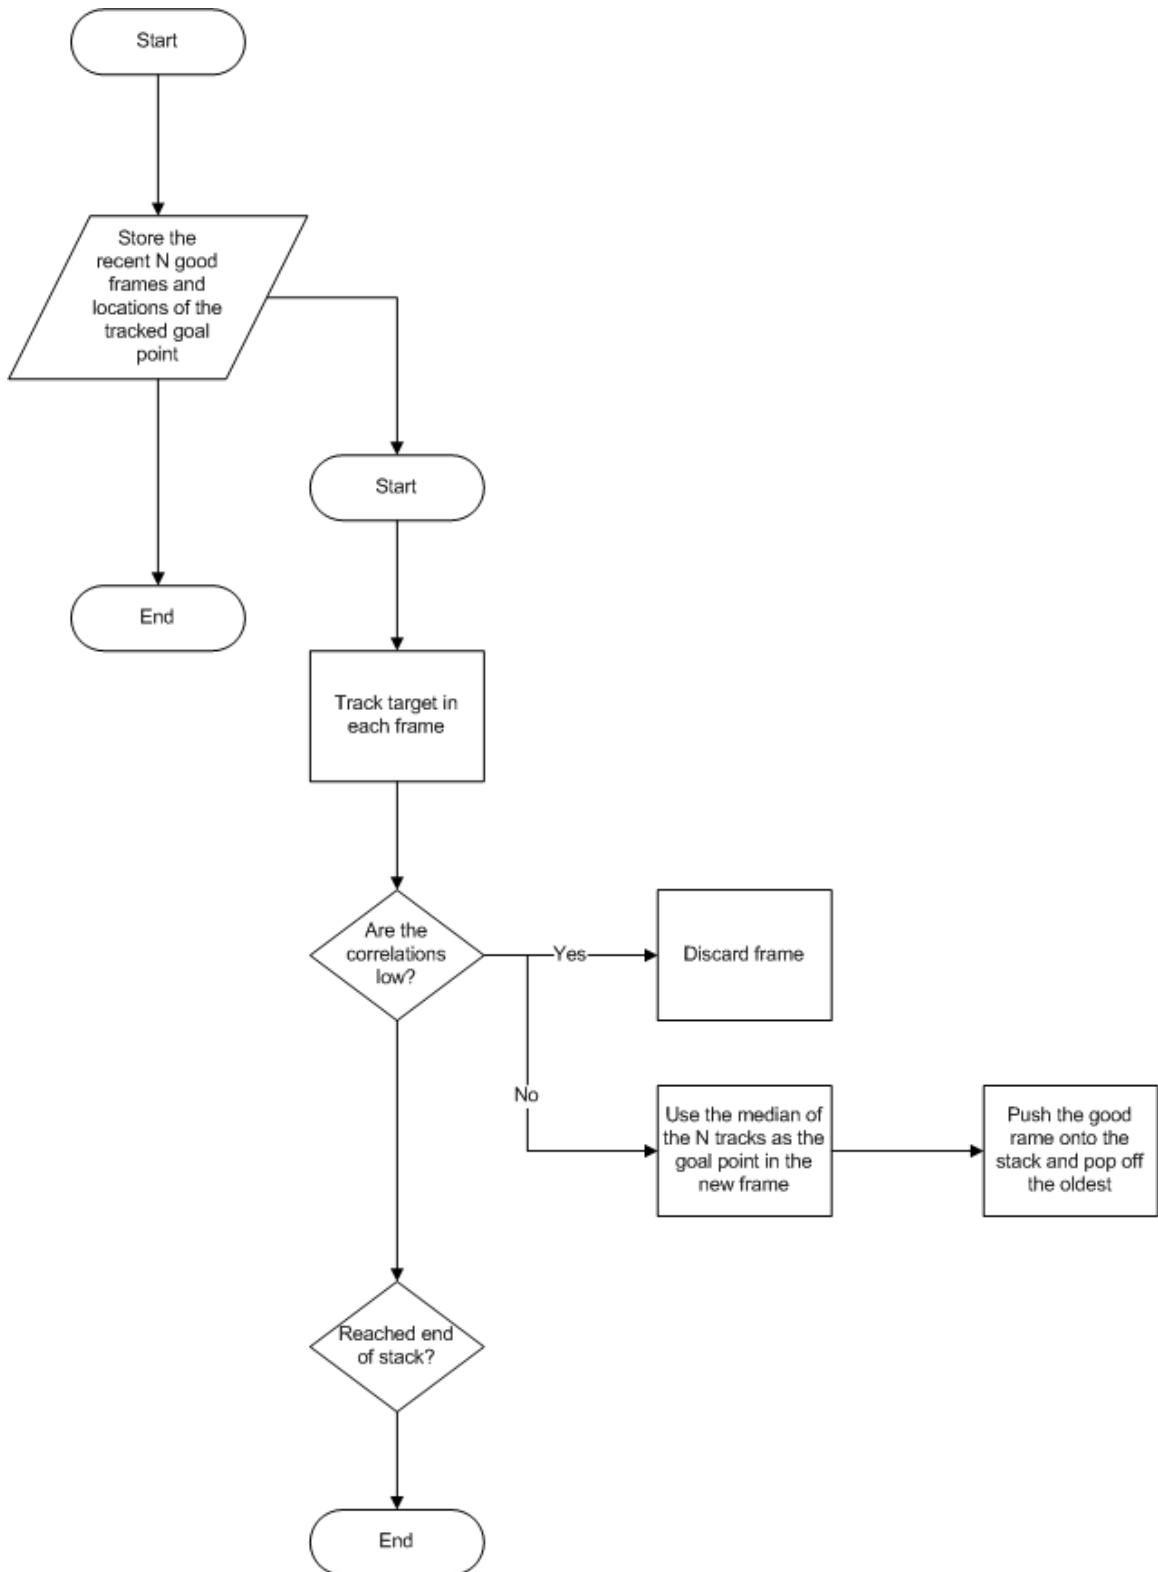 Start
Store the
recent N good
frames and
locations of the
tracked goal
point
Start
End
Track target in
each frame
Are the
correlations
low?
Yes
Discard frame
No
Use the median of
the N tracks as the
goal point in the
new frame
Push the good
rame onto the
stack and pop off
the oldest
Reached end
of stack?
End